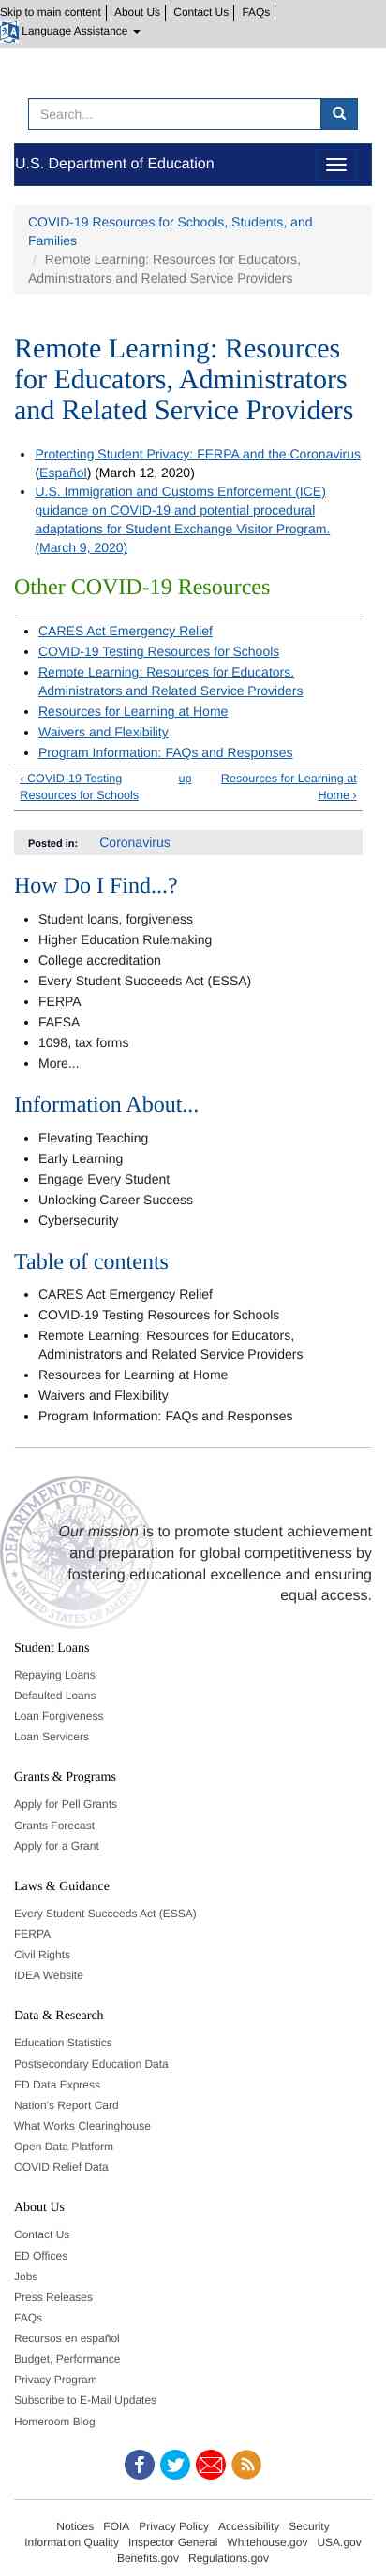 Skip to main content About Us Contact Us FAQs
Language Assistance
Search...
U.S. Department of Education
COVID-19 Resources for Schools, Students, and
Families
/ Remote Learning: Resources for Educators,
Administrators and Related Service Providers
Remote Learning: Resources
for Educators, Administrators
and Related Service Providers
Protecting Student Privacy: FERPA and the Coronavirus
(Español) (March 12, 2020)
U.S. Immigration and Customs Enforcement (ICE)
guidance on COVID-19 and potential procedural
adaptations for Student Exchange Visitor Program.
(March 9, 2020)
Other COVID-19 Resources
CARES Act Emergency Relief
COVID-19 Testing Resources for Schools
Remote Learning: Resources for Educators,
Administrators and Related Service Providers
Resources for Learning at Home
Waivers and Flexibility
Program Information: FAQs and Responses
‹ COVID-19 Testing up Resources for Learning at
Resources for Schools Home ›
Posted in: Coronavirus
How Do I Find...?
Student loans, forgiveness
Higher Education Rulemaking
College accreditation
Every Student Succeeds Act (ESSA)
FERPA
FAFSA
1098, tax forms
More...
Information About...
Elevating Teaching
Early Learning
Engage Every Student
Unlocking Career Success
Cybersecurity
Table of contents
CARES Act Emergency Relief
COVID-19 Testing Resources for Schools
Remote Learning: Resources for Educators,
Administrators and Related Service Providers
Resources for Learning at Home
Waivers and Flexibility
Program Information: FAQs and Responses
DEPARTMENT OF EDUCATION
UNITED STATES OF AMERICA
Our mission is to promote student achievement
and preparation for global competitiveness by
fostering educational excellence and ensuring
equal access.
Student Loans
Repaying Loans
Defaulted Loans
Loan Forgiveness
Loan Servicers
Grants & Programs
Apply for Pell Grants
Grants Forecast
Apply for a Grant
Laws & Guidance
Every Student Succeeds Act (ESSA)
FERPA
Civil Rights
IDEA Website
Data & Research
Education Statistics
Postsecondary Education Data
ED Data Express
Nation's Report Card
What Works Clearinghouse
Open Data Platform
COVID Relief Data
About Us
Contact Us
ED Offices
Jobs
Press Releases
FAQs
Recursos en español
Budget, Performance
Privacy Program
Subscribe to E-Mail Updates
Homeroom Blog
Notices FOIA Privacy Policy Accessibility Security
Information Quality Inspector General Whitehouse.gov USA.gov
Benefits.gov Regulations.gov